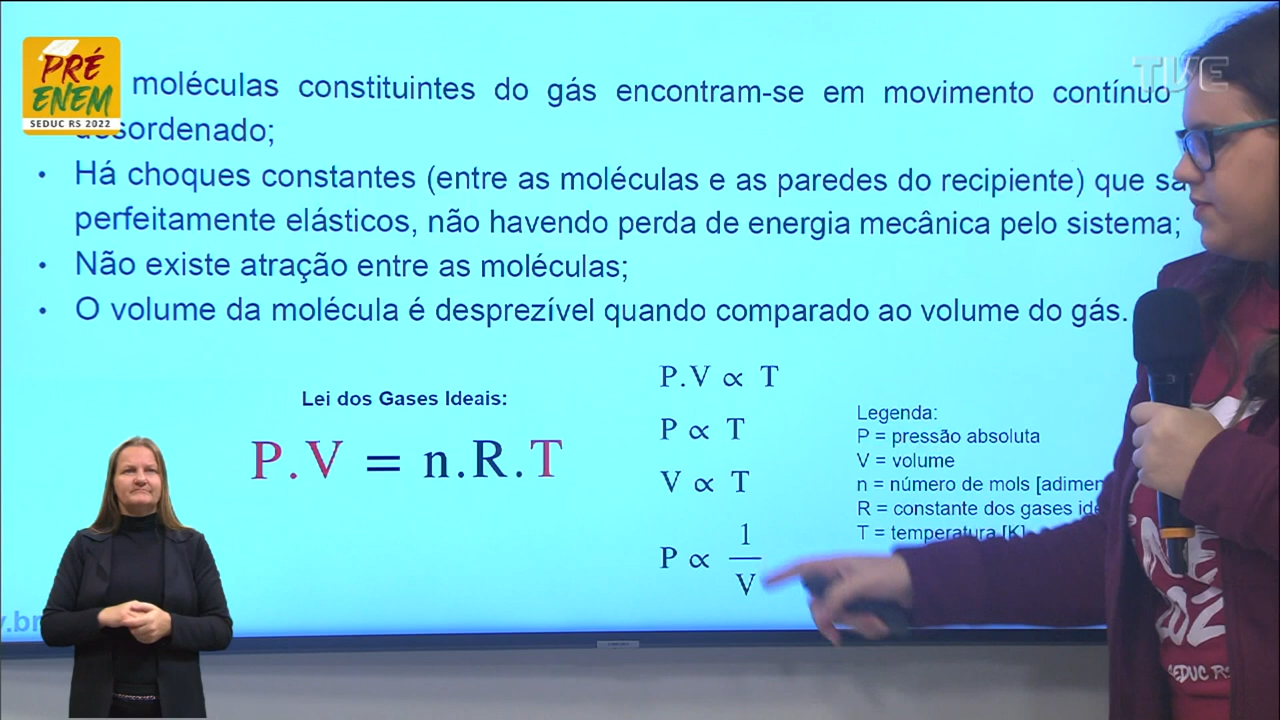 PRÉ
ENEM
SEDUC RS 2022
TVE
moléculas constituintes do gás encontram-se em movimento contínuo
desordenado;
• Há choques constantes (entre as moléculas e as paredes do recipiente) que
perfeitamente elásticos, não havendo perda de energia mecânica pelo sistema;
• Não existe atração entre as moléculas;
• O volume da molécula é desprezível quando comparado ao volume do gás.
Lei dos Gases Ideais:
P.V = n.R.T
P.V ∝ T
P ∝ T
V ∝ T
P ∝ 1/V
Legenda:
P = pressão absoluta
V = volume
n = número de mols
R = constante dos gases
T = temperatura [K]
SEDUC RS